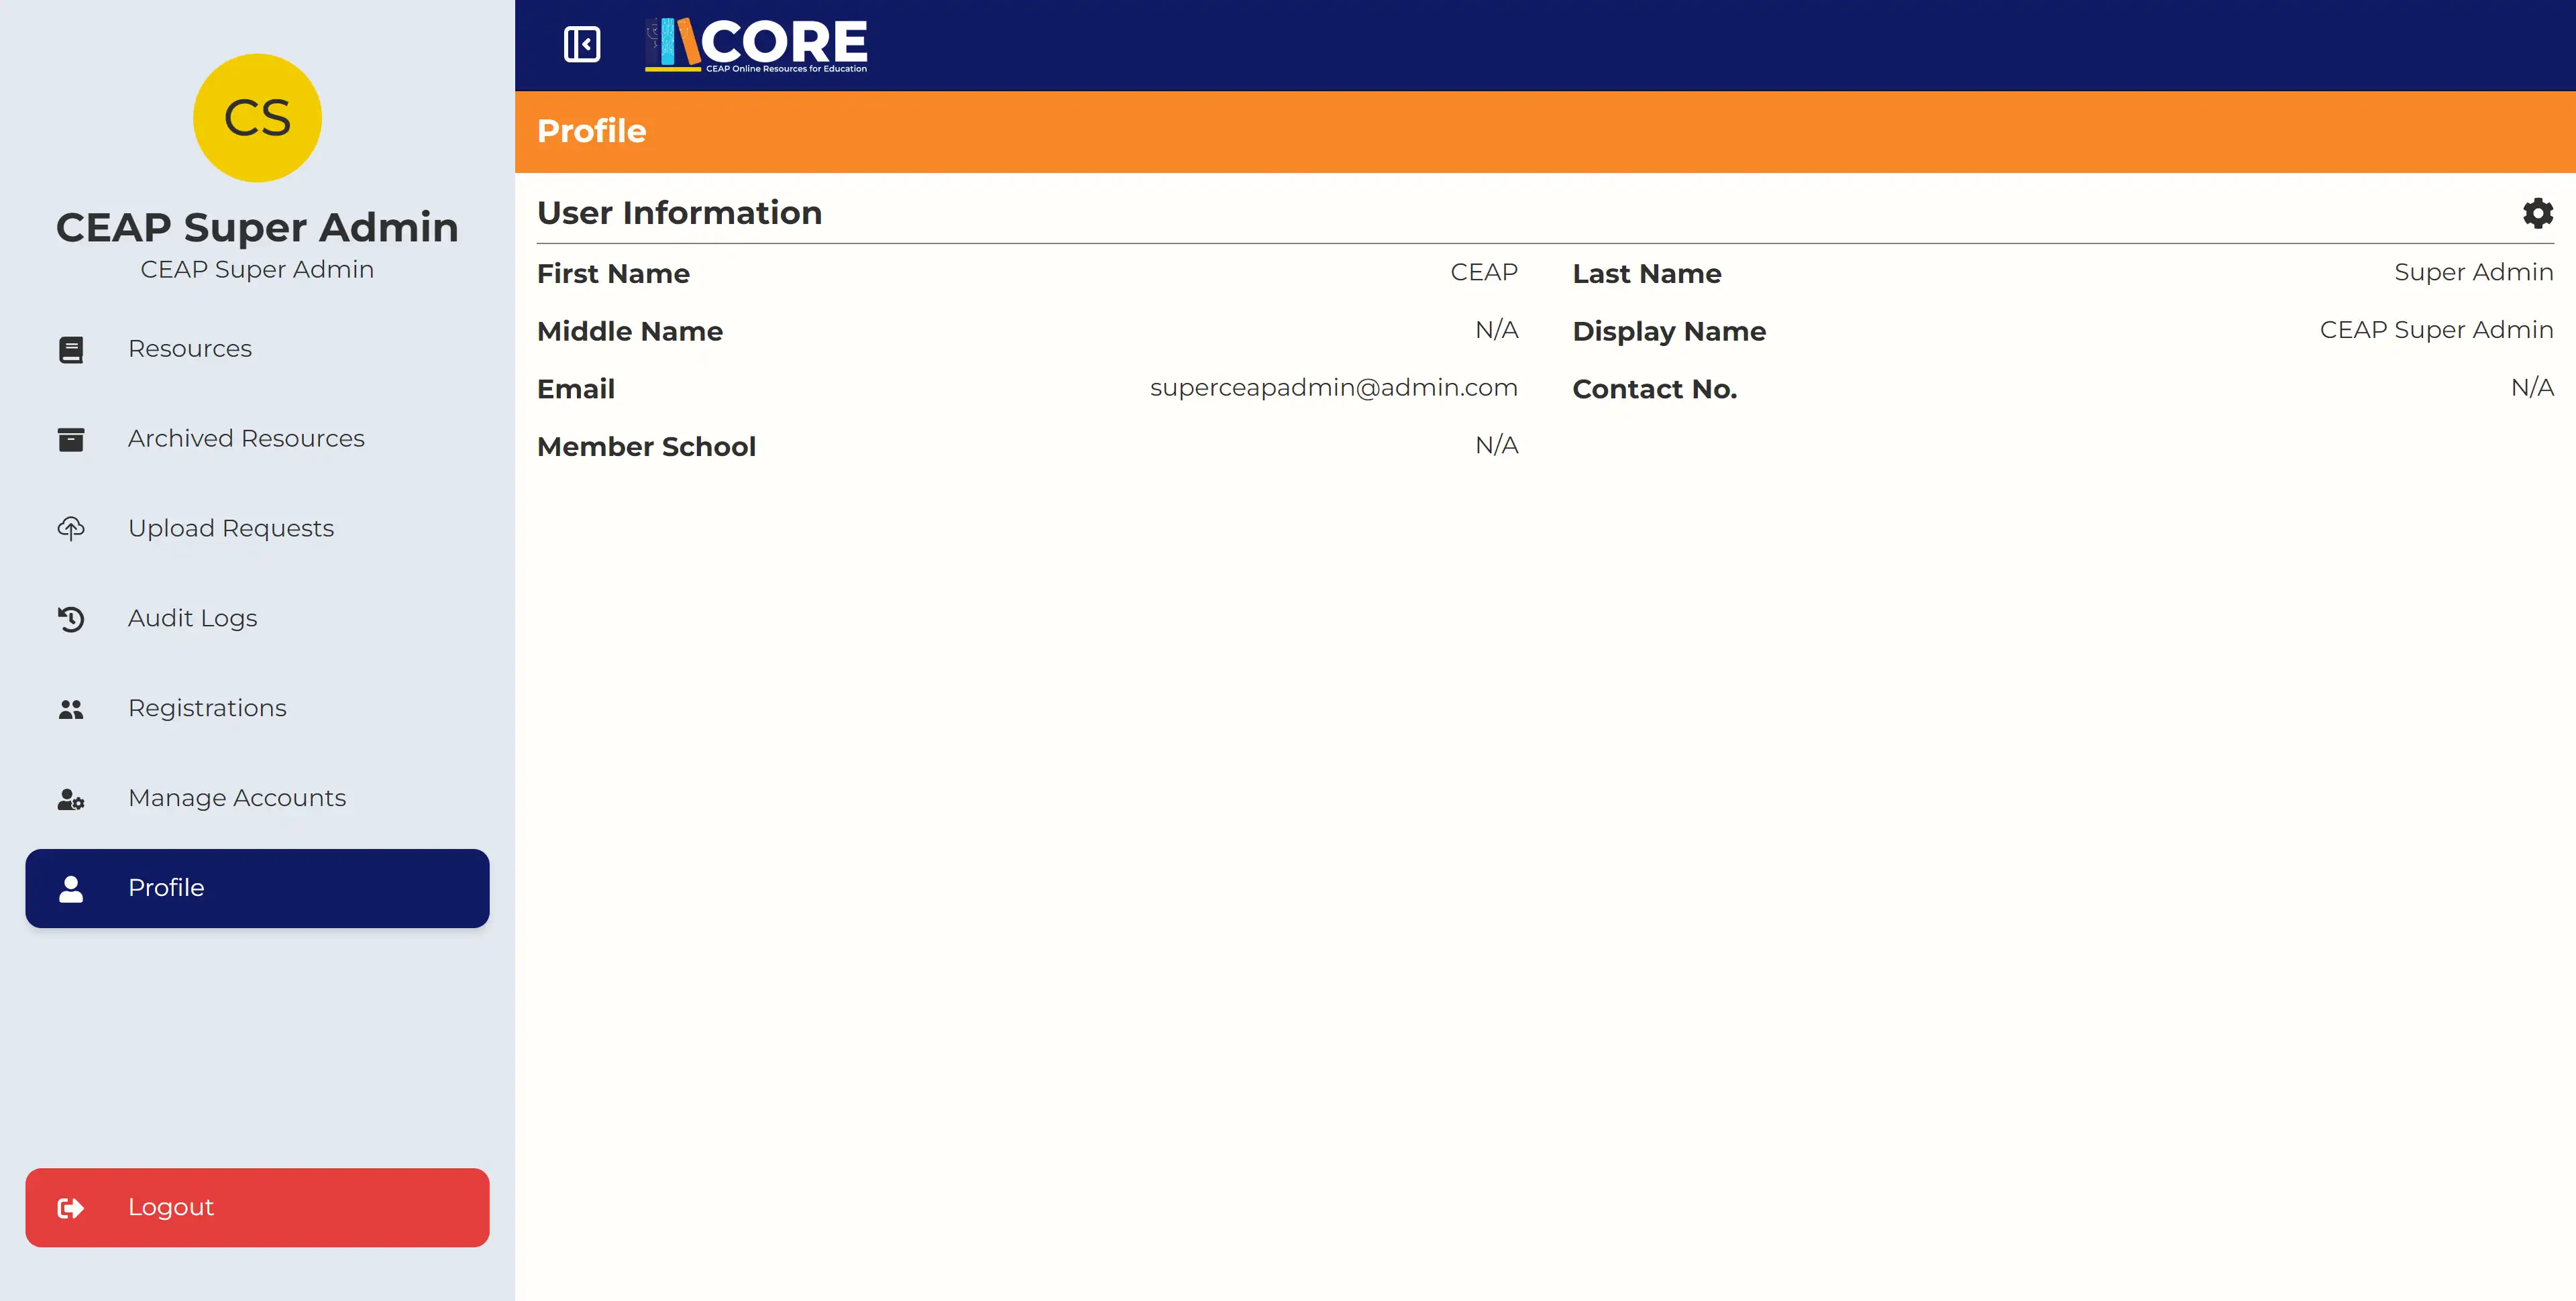 CS
CEAP Super Admin
CEAP Super Admin
Resources
Archived Resources
Upload Requests
Audit Logs
Registrations
Manage Accounts
Profile
Logout
CORE
CEAP Online Resources for Education
Profile
User Information
First Name CEAP Last Name Super Admin
Middle Name N/A Display Name CEAP Super Admin
Email superceapadmin@admin.com Contact No. N/A
Member School N/A